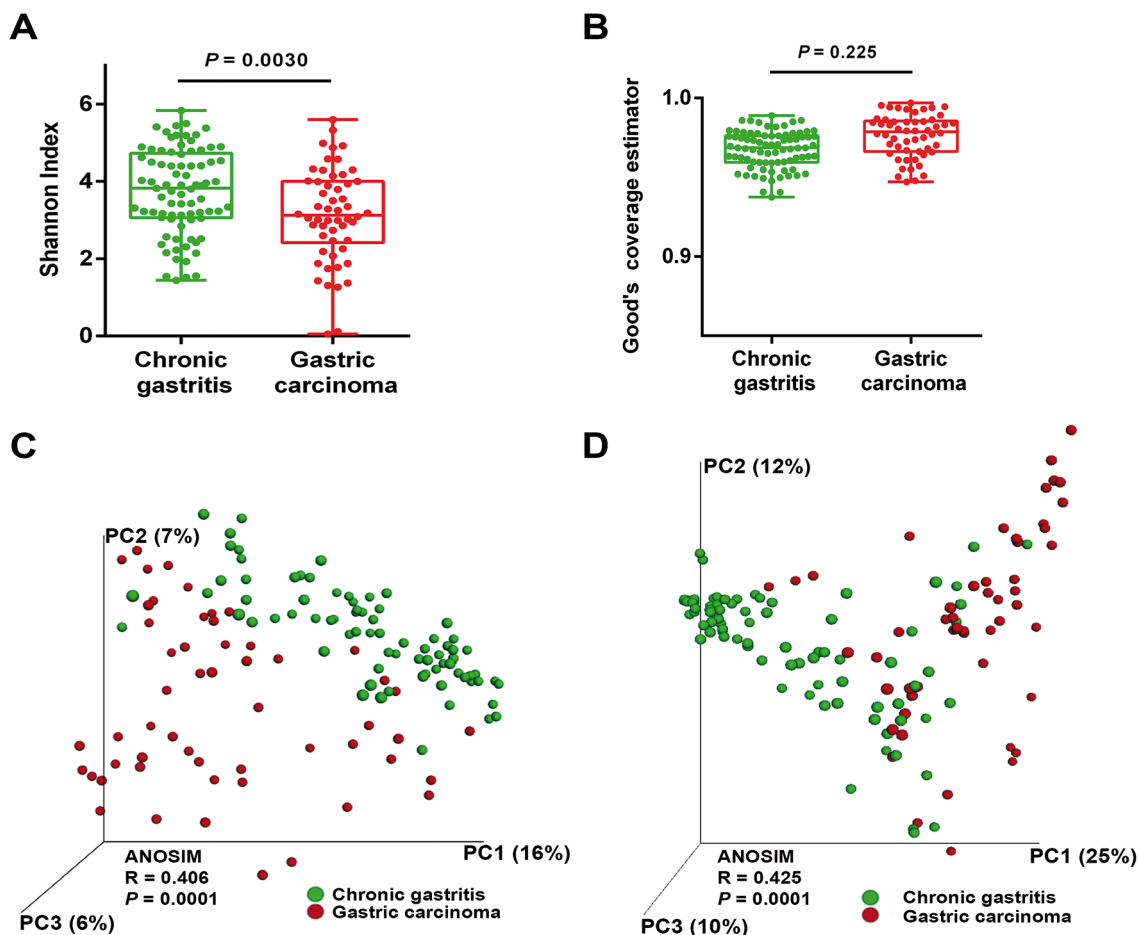 A
P = 0.0030
Shannon Index
6
4
2
0
Chronic
gastritis
Gastric
carcinoma
B
P = 0.225
Good's coverage estimator
1.0
0.9
Chronic
gastritis
Gastric
carcinoma
C
PC2 (7%)
PC1 (16%)
PC3 (6%)
ANOSIM
R = 0.406
P = 0.0001
Chronic gastritis
Gastric carcinoma
D
PC2 (12%)
PC1 (25%)
PC3 (10%)
ANOSIM
R = 0.425
P = 0.0001
Chronic gastritis
Gastric carcinoma